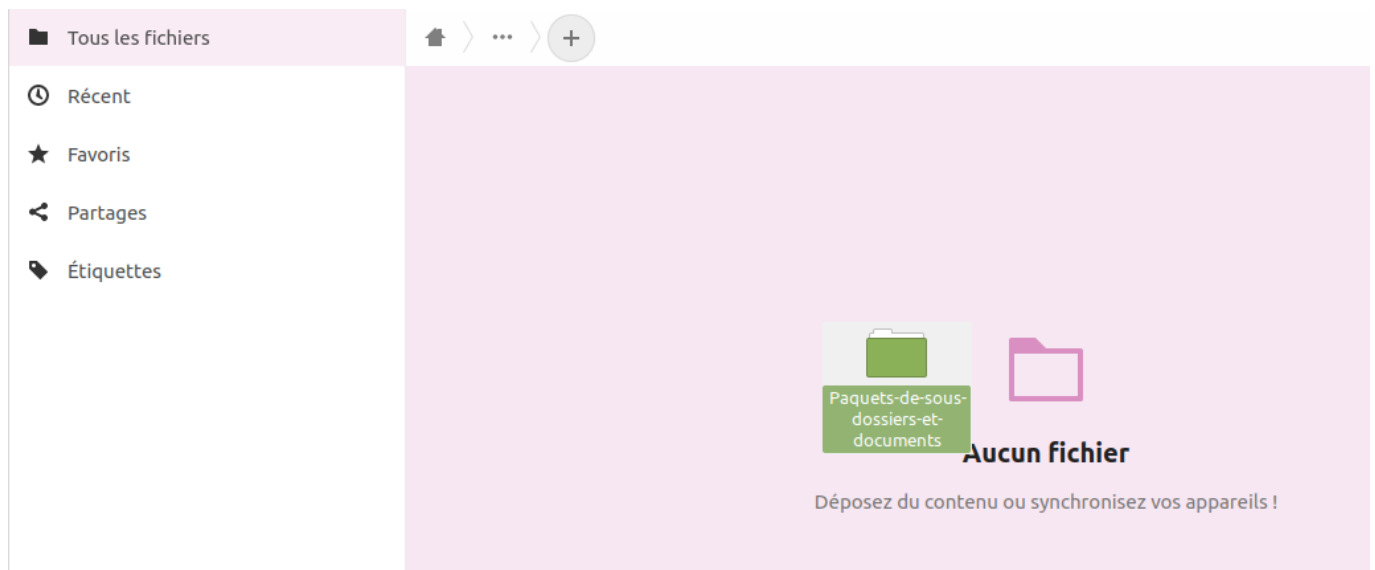 Tous les fichiers
Récent
Favoris
Partages
Étiquettes
Paquets-de-sous-
dossiers-et-
documents
Aucun fichier
Déposez du contenu ou synchronisez vos appareils !